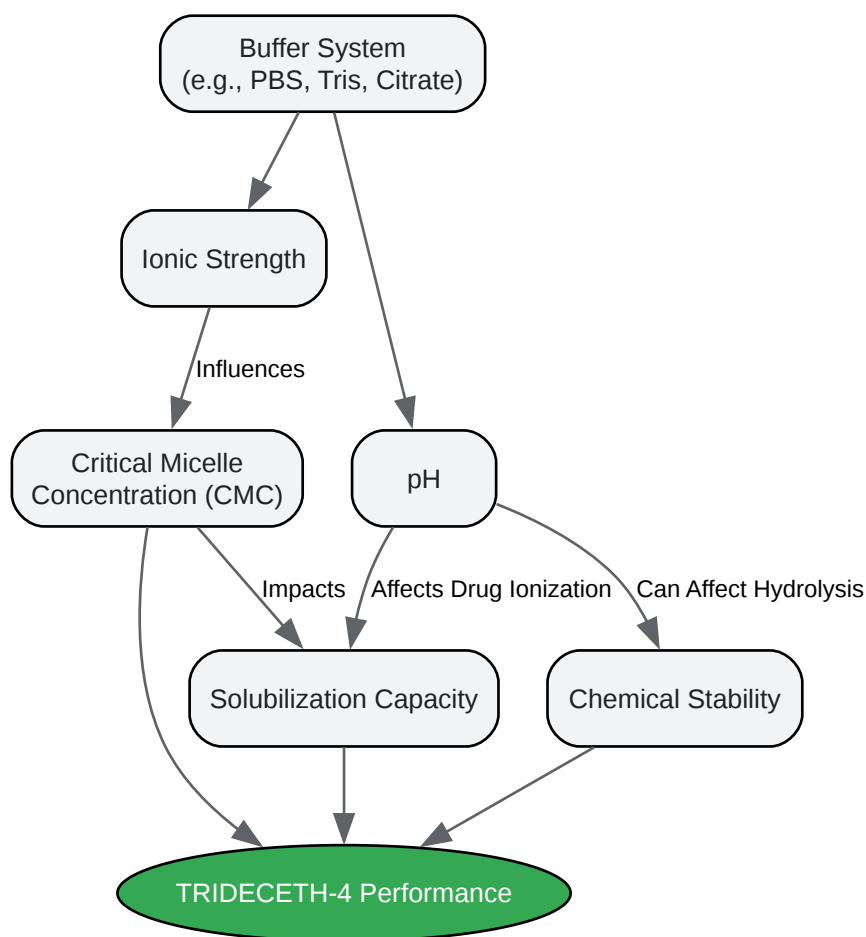 Buffer System
(e.g., PBS, Tris, Citrate)
Ionic Strength
Influences
Critical Micelle
Concentration (CMC)
pH
Impacts
Affects Drug Ionization
Can Affect Hydrolysis
Solubilization Capacity
Chemical Stability
TRIDECETH-4 Performance